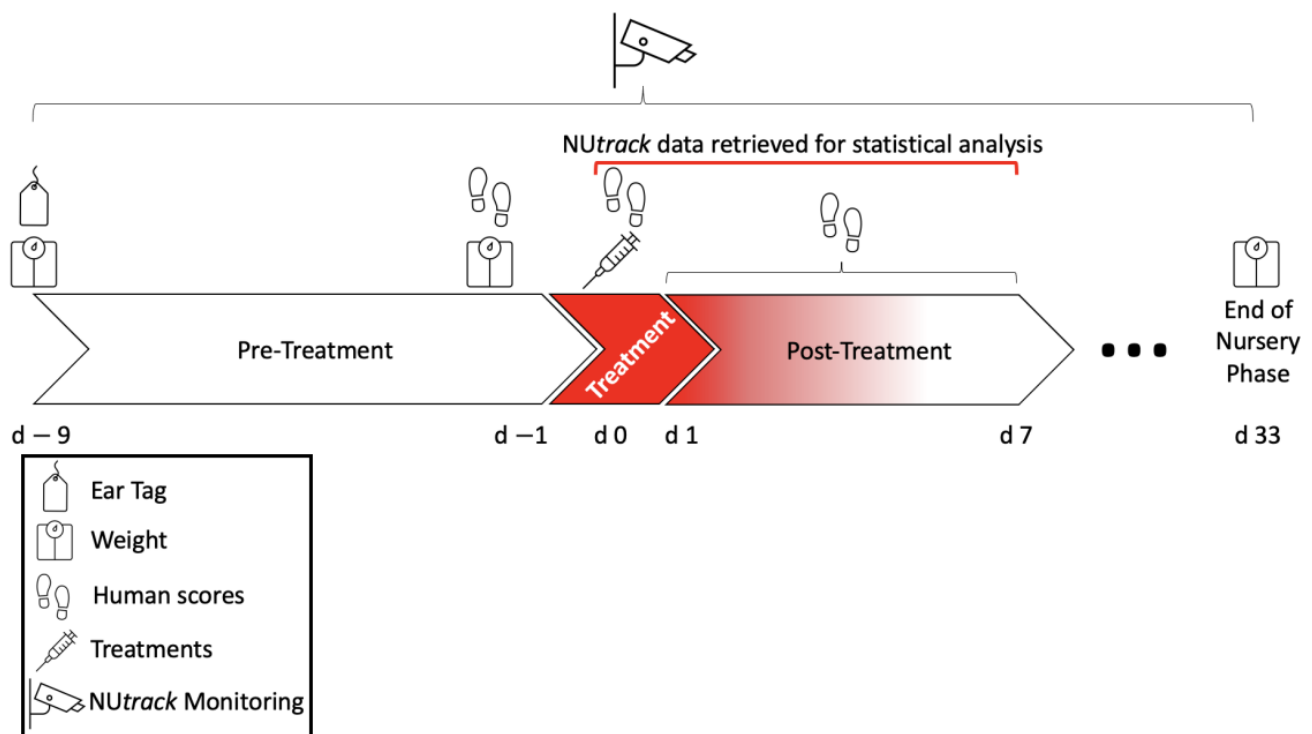 NUtrack data retrieved for statistical analysis
Pre-Treatment
Treatment
Post-Treatment
End of
Nursery
Phase
d – 9
d –1
d 0
d 1
d 7
d 33
Ear Tag
Weight
Human scores
Treatments
NUtrack Monitoring